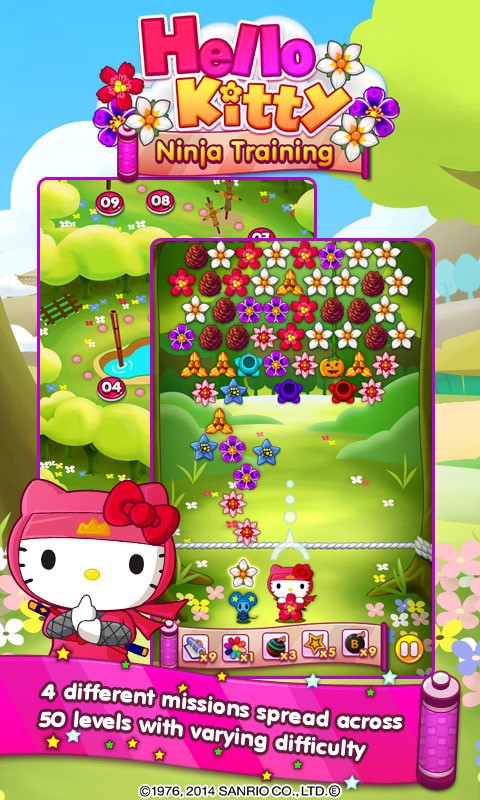 Hello
Kitty
Ninja Training
09
08
07
04
x9
x1
x3
x5
B
x9
4 different missions spread across
50 levels with varying difficulty
©1976, 2014 SANRIO CO., LTD.Ⓔ